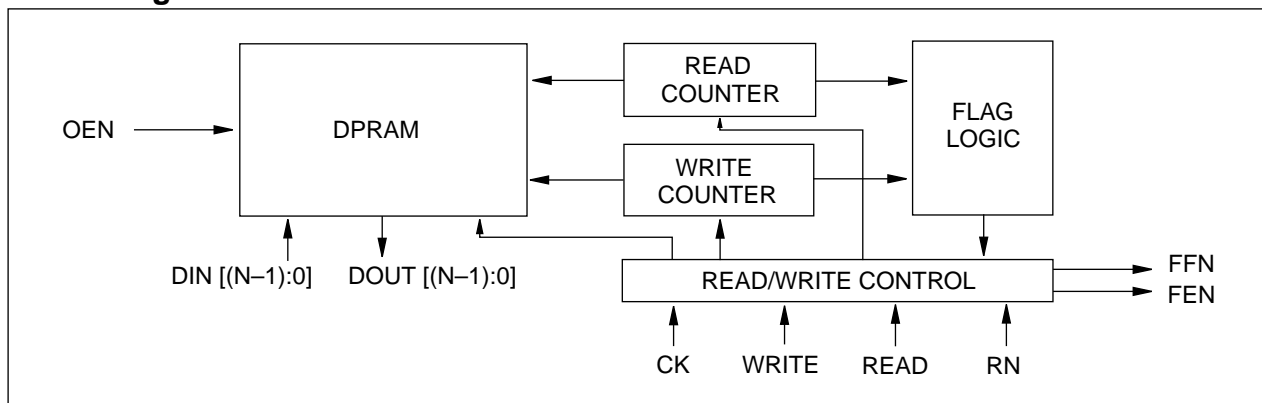 READ
COUNTER
FLAG
LOGIC
OEN
DPRAM
WRITE
COUNTER
DIN [(N–1):0]
DOUT [(N–1):0]
READ/WRITE CONTROL
FFN
FEN
CK
WRITE
READ
RN